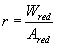 r = W_red / A_red